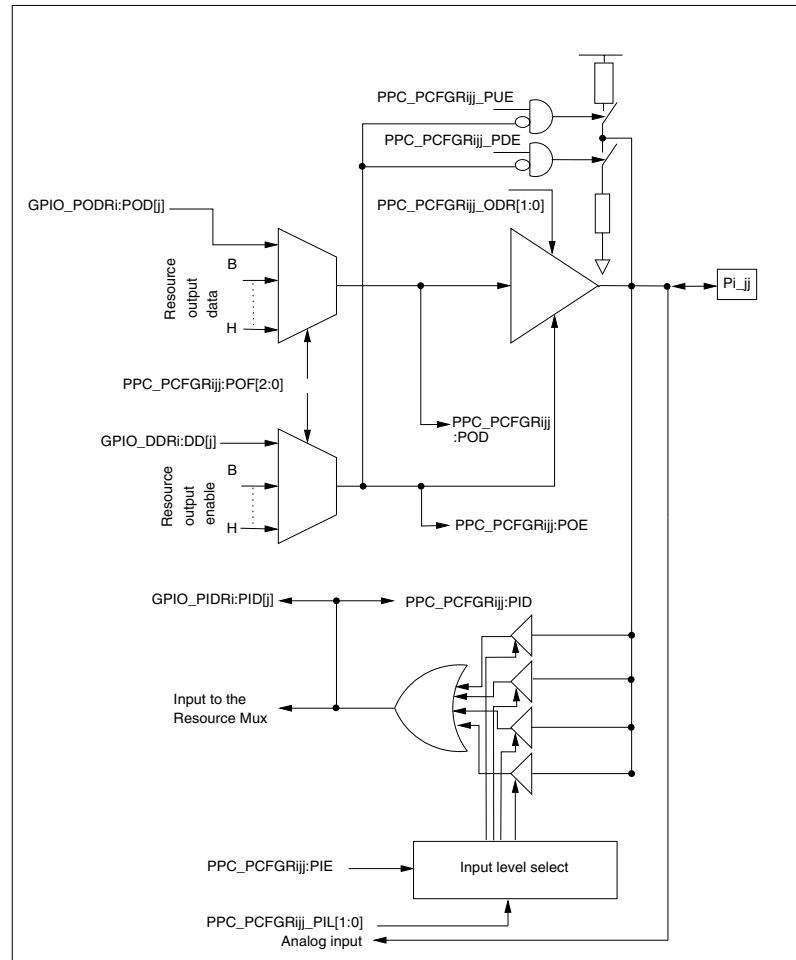 PPC_PCFGRijj_PUE
PPC_PCFGRijj_PDE
GPIO_PODRi:POD[j]
PPC_PCFGRijj_ODR[1:0]
B
Resource
output
data
H
Pi_jj
PPC_PCFGRijj:POF[2:0]
PPC_PCFGRijj
:POD
GPIO_DDRi:DD[j]
B
Resource
output
enable
H
PPC_PCFGRijj:POE
GPIO_PIDRi:PID[j]
PPC_PCFGRijj:PID
Input to the
Resource Mux
PPC_PCFGRijj:PIE
Input level select
PPC_PCFGRijj_PIL[1:0]
Analog input